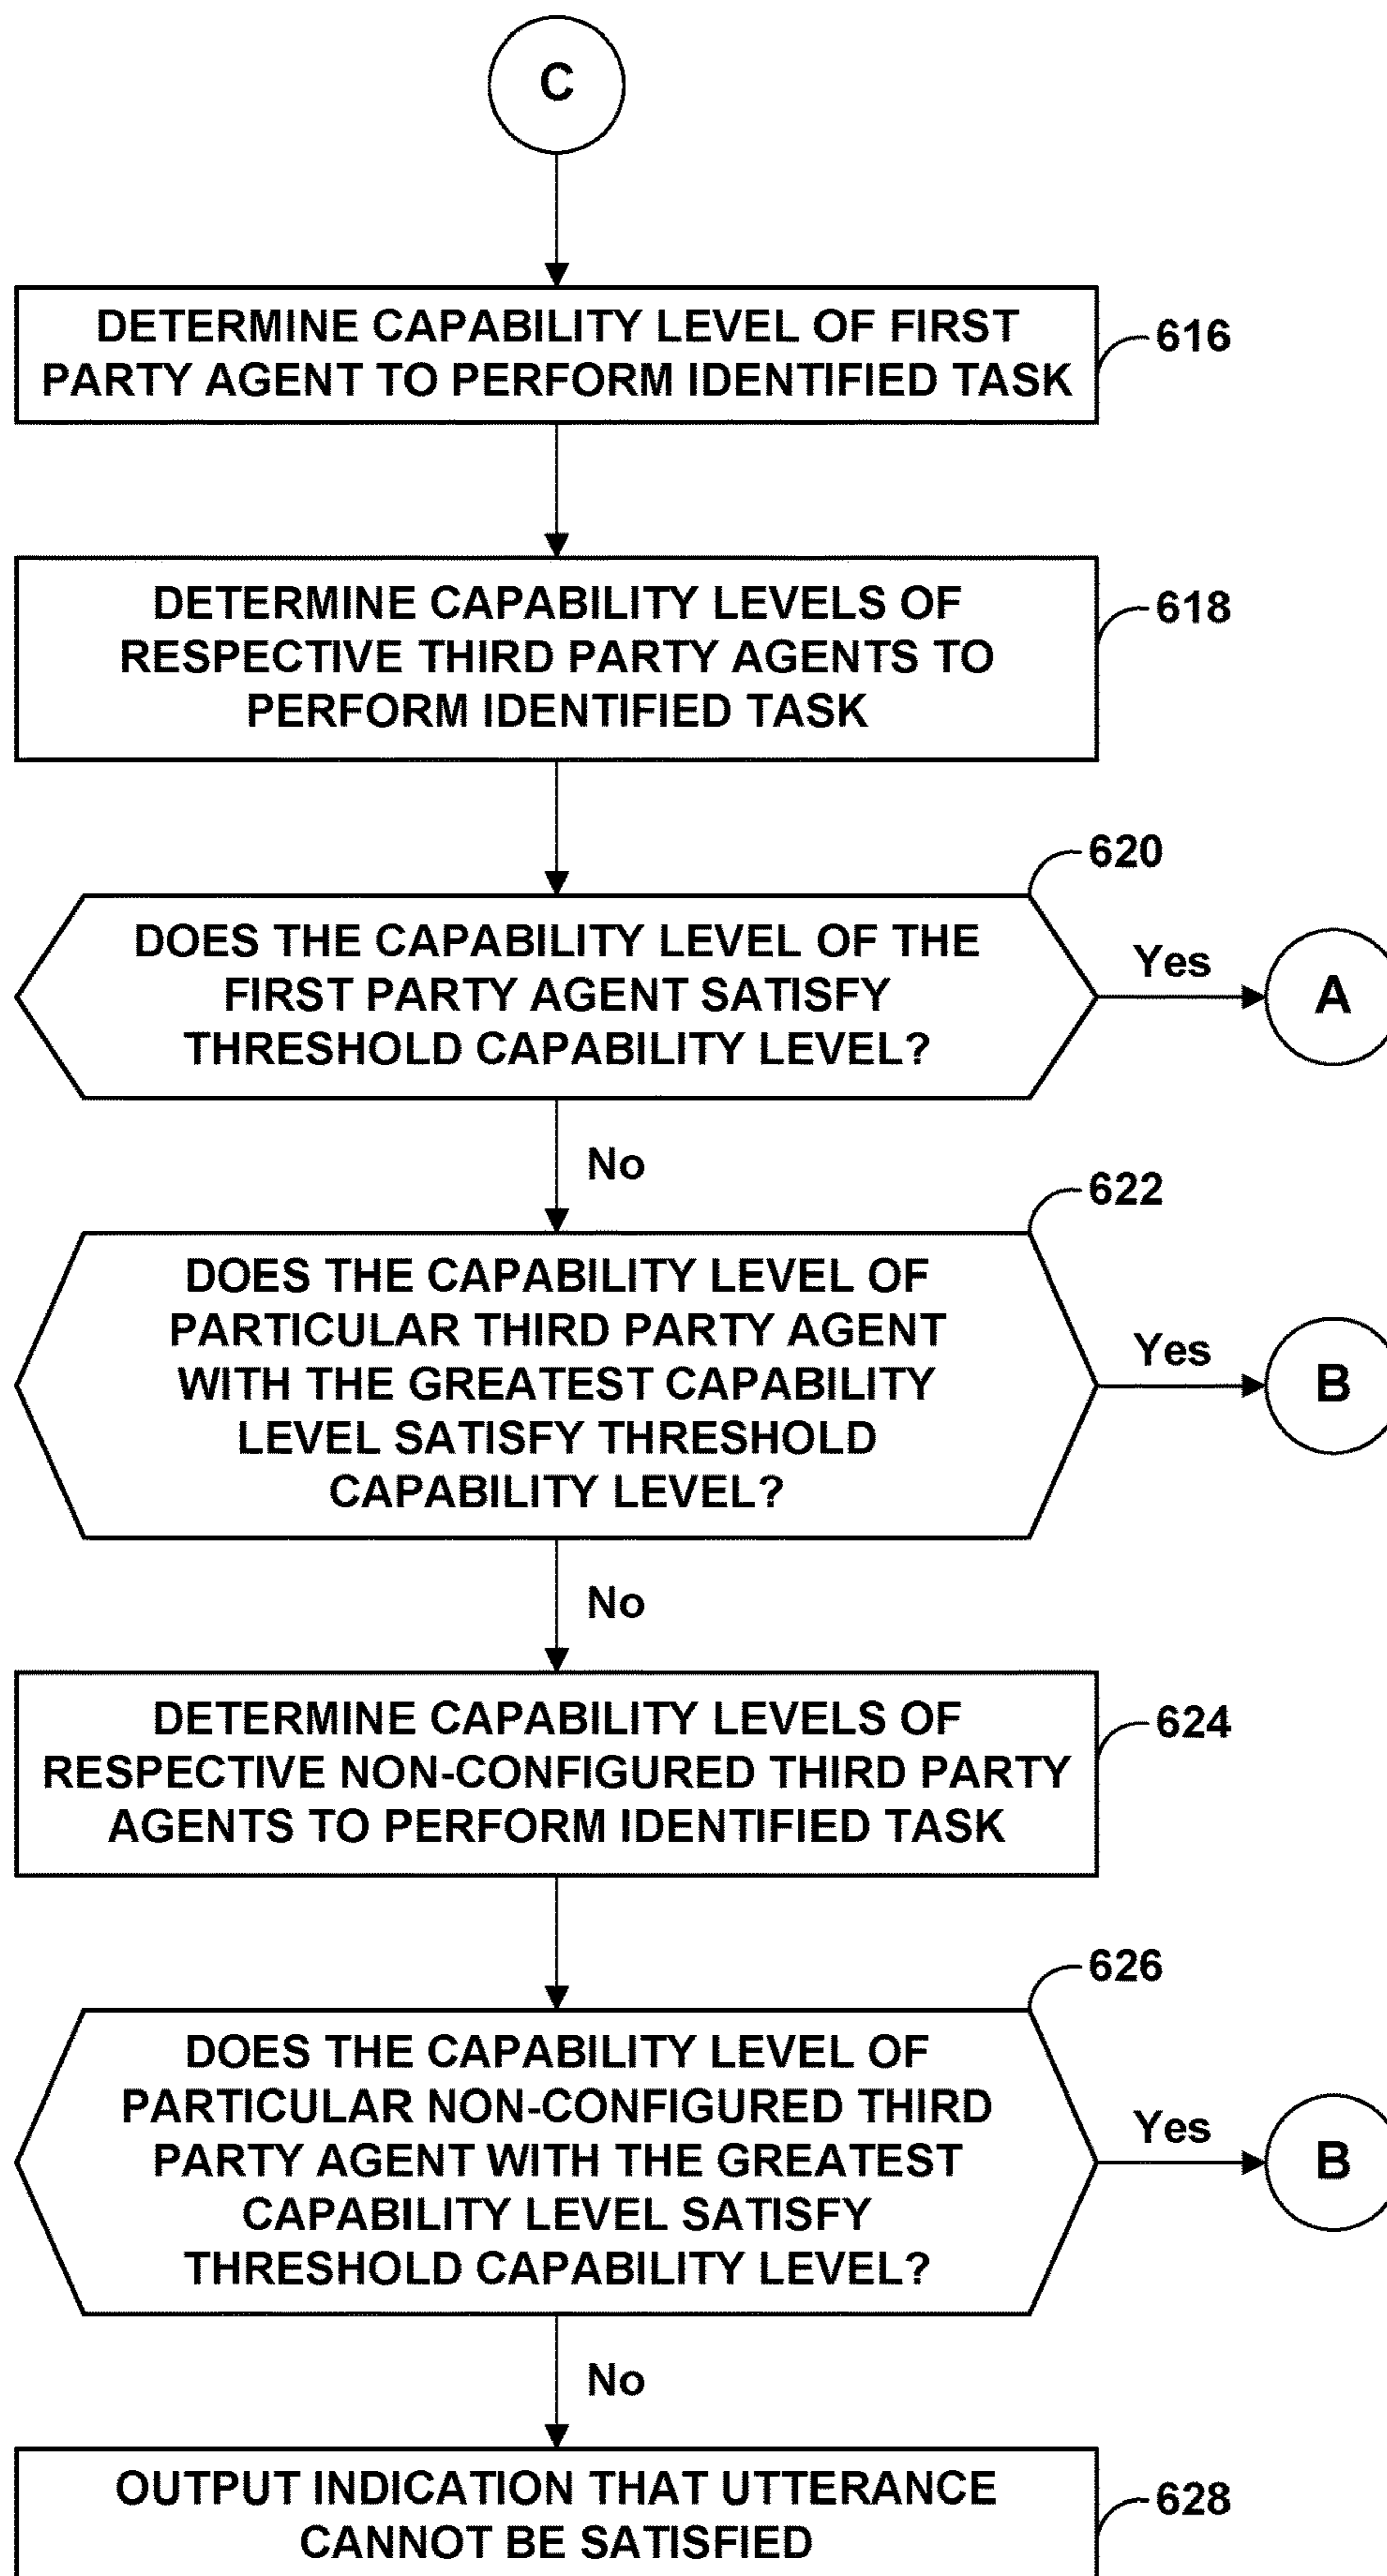 C
DETERMINE CAPABILITY LEVEL OF FIRST
PARTY AGENT TO PERFORM IDENTIFIED TASK
616
DETERMINE CAPABILITY LEVELS OF
RESPECTIVE THIRD PARTY AGENTS TO
PERFORM IDENTIFIED TASK
618
620
DOES THE CAPABILITY LEVEL OF THE
FIRST PARTY AGENT SATISFY
THRESHOLD CAPABILITY LEVEL?
Yes
A
No
622
DOES THE CAPABILITY LEVEL OF
PARTICULAR THIRD PARTY AGENT
WITH THE GREATEST CAPABILITY
LEVEL SATISFY THRESHOLD
CAPABILITY LEVEL?
Yes
B
No
DETERMINE CAPABILITY LEVELS OF
RESPECTIVE NON-CONFIGURED THIRD PARTY
AGENTS TO PERFORM IDENTIFIED TASK
624
626
DOES THE CAPABILITY LEVEL OF
PARTICULAR NON-CONFIGURED THIRD
PARTY AGENT WITH THE GREATEST
CAPABILITY LEVEL SATISFY
THRESHOLD CAPABILITY LEVEL?
Yes
B
No
OUTPUT INDICATION THAT UTTERANCE
CANNOT BE SATISFIED
628